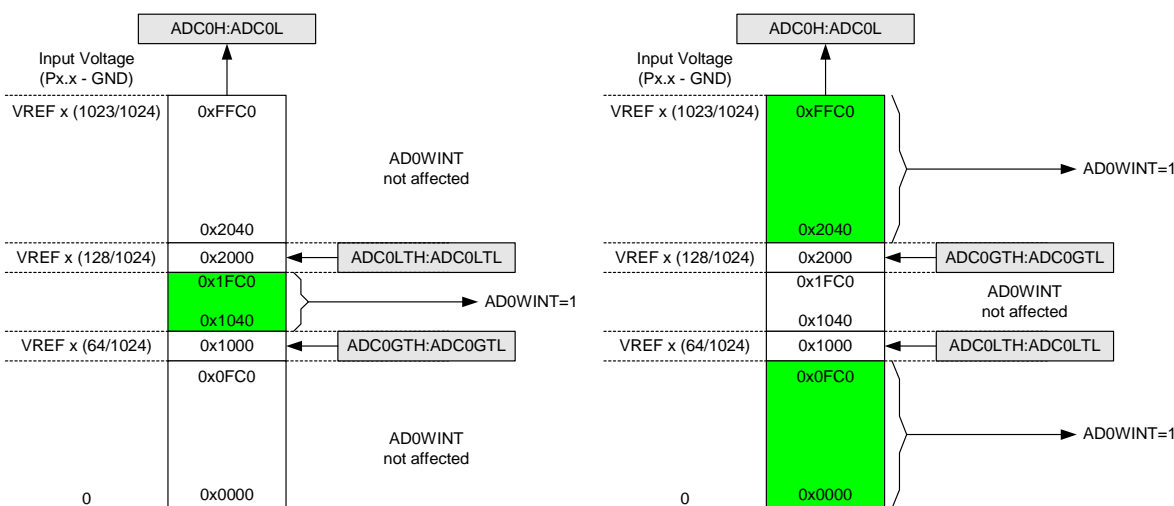 ADC0H:ADC0L
Input Voltage
(Px.x - GND)
VREF x (1023/1024)
0xFFC0
AD0WINT
not affected
0x2040
VREF x (128/1024)
0x2000
ADC0LTH:ADC0LTL
0x1FC0
AD0WINT=1
0x1040
VREF x (64/1024)
0x1000
ADC0GTH:ADC0GTL
0x0FC0
AD0WINT
not affected
0
0x0000
ADC0H:ADC0L
Input Voltage
(Px.x - GND)
VREF x (1023/1024)
0xFFC0
AD0WINT=1
0x2040
VREF x (128/1024)
0x2000
ADC0GTH:ADC0GTL
0x1FC0
AD0WINT
not affected
0x1040
VREF x (64/1024)
0x1000
ADC0LTH:ADC0LTL
0x0FC0
AD0WINT=1
0
0x0000